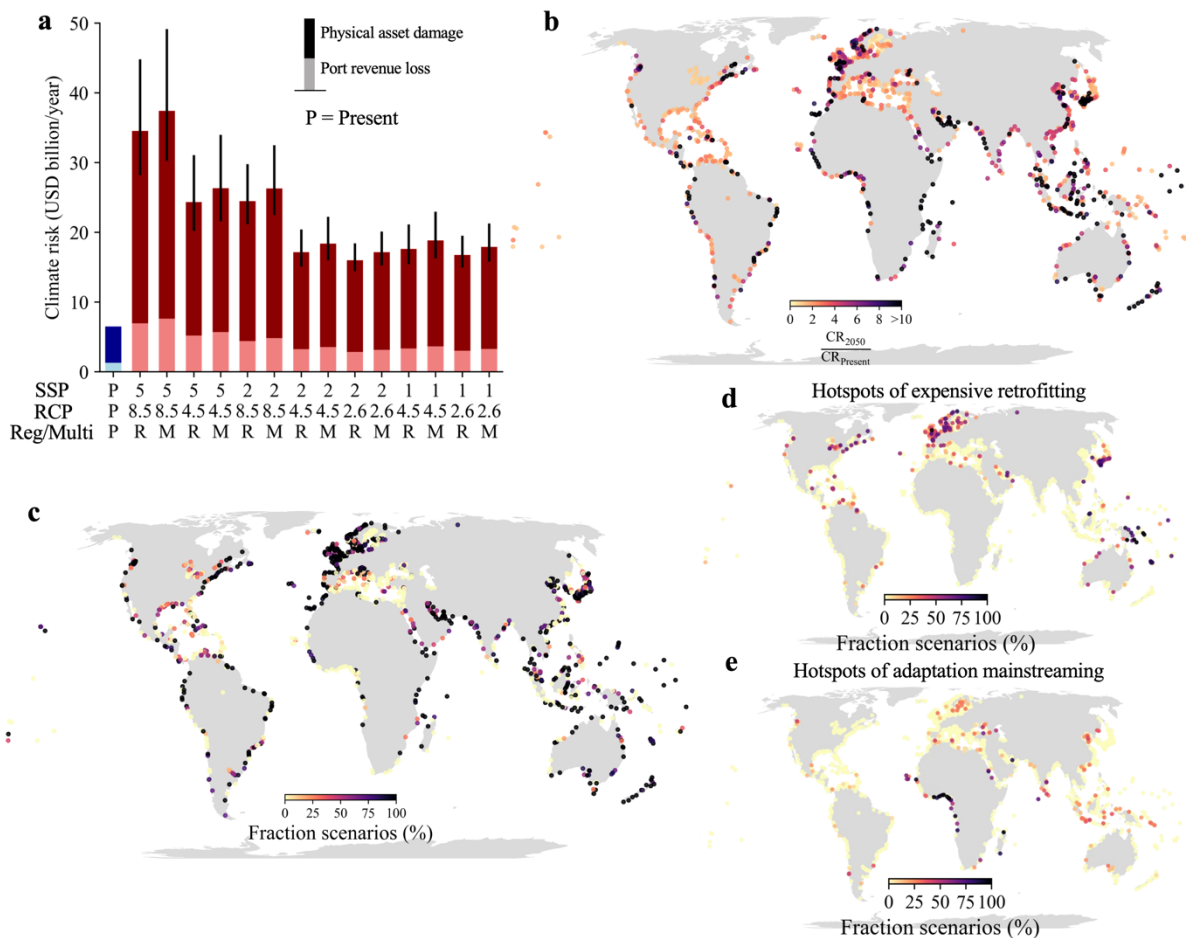 a
50
40
30
20
10
0
Climate risk (USD billion/year)
Physical asset damage
Port revenue loss
P = Present
SSP P 5 5 5 5 2 2 2 2 2 2 1 1 1 1
RCP P 8.5 8.5 4.5 4.5 8.5 8.5 4.5 4.5 2.6 2.6 4.5 4.5 2.6 2.6
Reg/Multi P R M R M R M R M R M R M R M
b
0 2 4 6 8 >10
CR2050
CRPresent
c
0 25 50 75 100
Fraction scenarios (%)
d
Hotspots of expensive retrofitting
0 25 50 75 100
Fraction scenarios (%)
e
Hotspots of adaptation mainstreaming
0 25 50 75 100
Fraction scenarios (%)